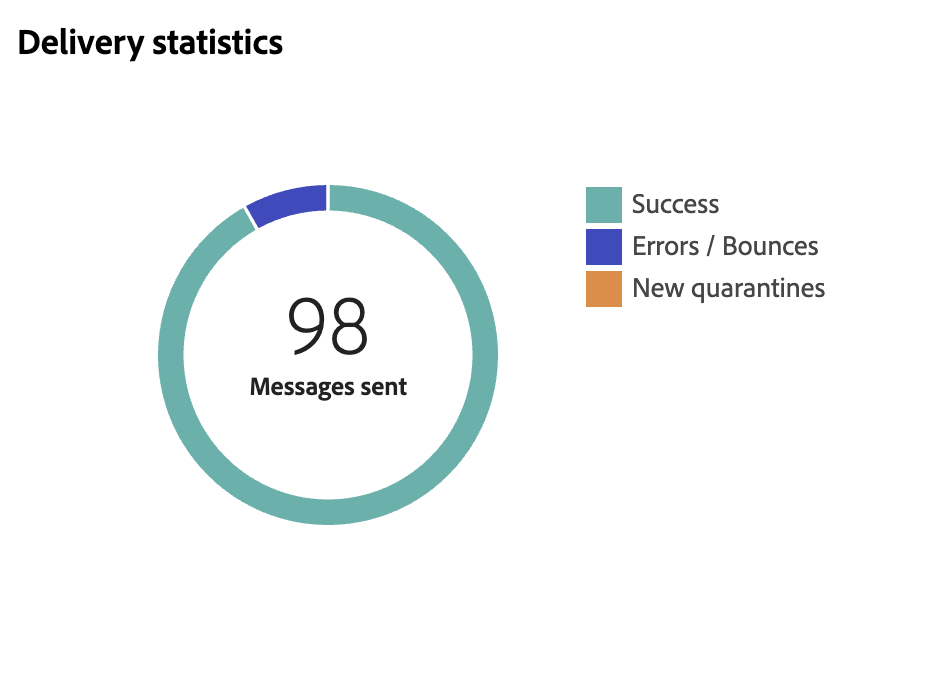 Delivery statistics
98
Messages sent
Success
Errors / Bounces
New quarantines